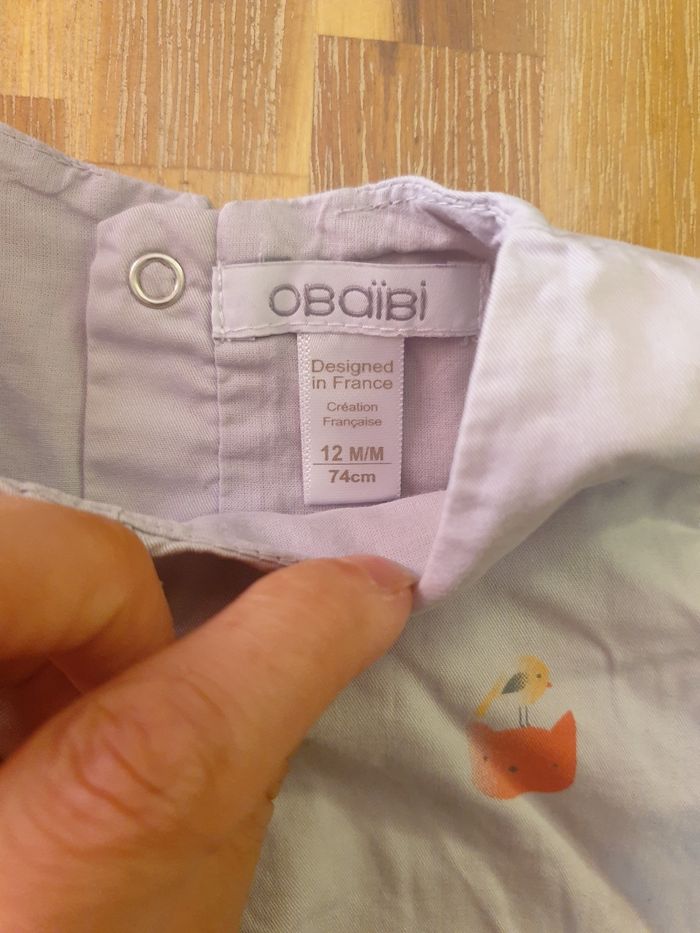 OBaïBi
Designed
in France
Création
Française
12 M/M
74cm